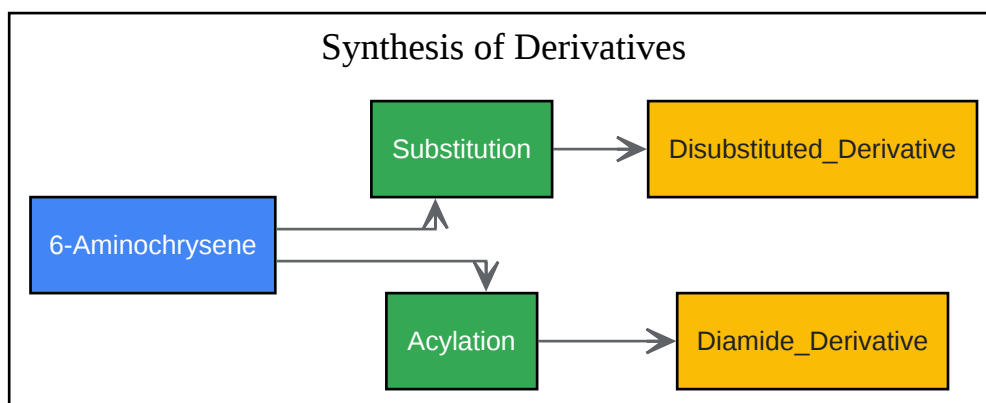 Synthesis of Derivatives
Substitution
Disubstituted_Derivative
6-Aminochrysene
Acylation
Diamide_Derivative